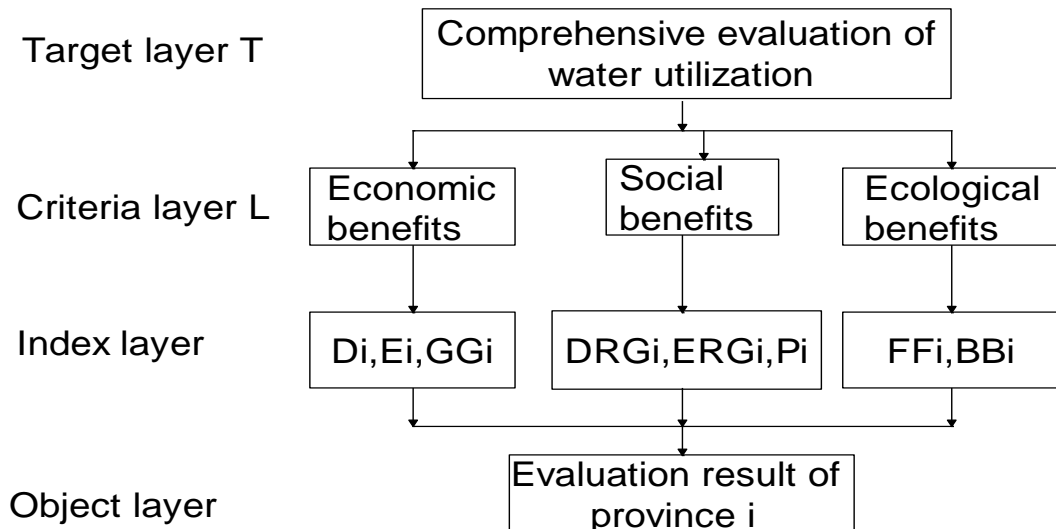 Target layer T
Comprehensive evaluation of
water utilization
Criteria layer L
Economic
benefits
Social
benefits
Ecological
benefits
Index layer
Di,Ei,GGi
DRGi,ERGi,Pi
FFi,BBi
Object layer
Evaluation result of
province i